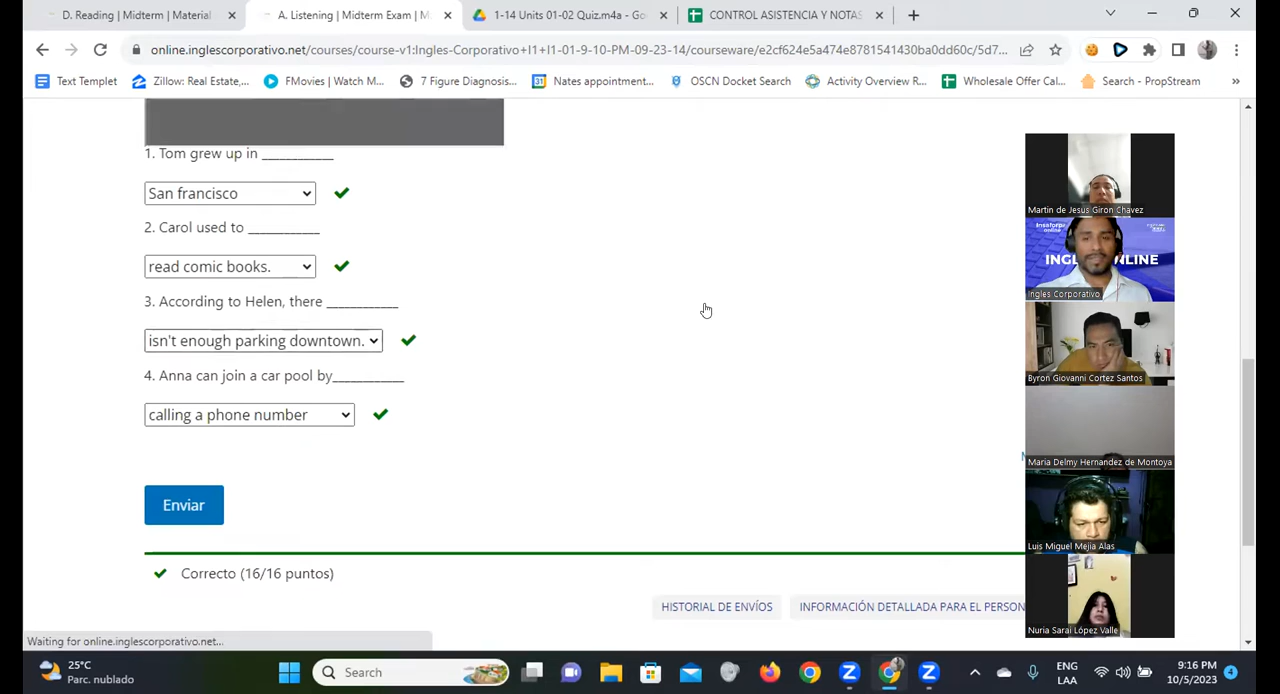 D. Reading | Midterm | Material
A. Listening | Midterm Exam | M
1-14 Units 01-02 Quiz.m4a - Go
CONTROL ASISTENCIA Y NOTAS
online.inglescorporativo.net/courses/course-v1:Ingles-Corporativo+I1+I1-01-9-10-PM-09-23-14/courseware/e2cf624e5a474e8781541430ba0dd60c/5d7...
Text Templet
Zillow: Real Estate,...
FMovies | Watch M...
7 Figure Diagnosis...
Nates appointment...
OSCN Docket Search
Activity Overview R...
Wholesale Offer Cal...
Search - PropStream
1. Tom grew up in ____________
San francisco
2. Carol used to ____________
read comic books.
3. According to Helen, there ____________
isn't enough parking downtown.
4. Anna can join a car pool by____________
calling a phone number
Enviar
Correcto (16/16 puntos)
HISTORIAL DE ENVÍOS
INFORMACIÓN DETALLADA PARA EL PERSON
Martin de Jesus Giron Chavez
INGL ONLINE
Ingles Corporativo
Byron Giovanni Cortez Santos
Maria Delmy Hernandez de Montoya
Luis Miguel Mejia Alas
Nuria Sarai López Valle
Waiting for online.inglescorporativo.net...
25°C
Parc. nublado
Search
ENG
LAA
9:16 PM
10/5/2023
4